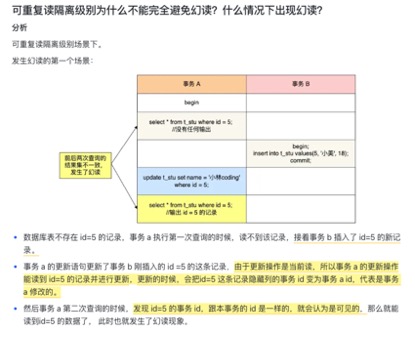 可重复读隔离级别为什么不能完全避免幻读？什么情况下出现幻读？
分析
可重复读隔离级别场景下。
发生幻读的第一个场景：
事务 A
事务 B
begin
select * from t_stu where id = 5;
//没有任何输出
begin;
insert into t_stu values(5, '小美', 18);
commit;
前后两次查询的
结果集不一致，
发生了幻读
update t_stu set name = '小林coding'
where id = 5;
select * from t_stu where id = 5;
//输出 id = 5 的记录
• 数据库表不存在 id=5 的记录，事务 a 执行第一次查询的时候，读不到该记录，接着事务 b 插入了 id=5 的新记
录。
• 事务 a 的更新语句更新了事务 b 刚插入的 id =5 的这条记录，由于更新操作是当前读，所以事务 a 的更新操作
能读到 id=5 的记录并进行更新，更新的时候，会把id=5 这条记录隐藏列的事务 id 变为事务 a id，代表是事务
a 修改的。
• 然后事务 a 第二次查询的时候，发现 id=5 的事务 id，跟本事务的 id 是一样的，就会认为是可见的，那么就能
读到id=5 的数据了，此时也就发生了幻读现象。